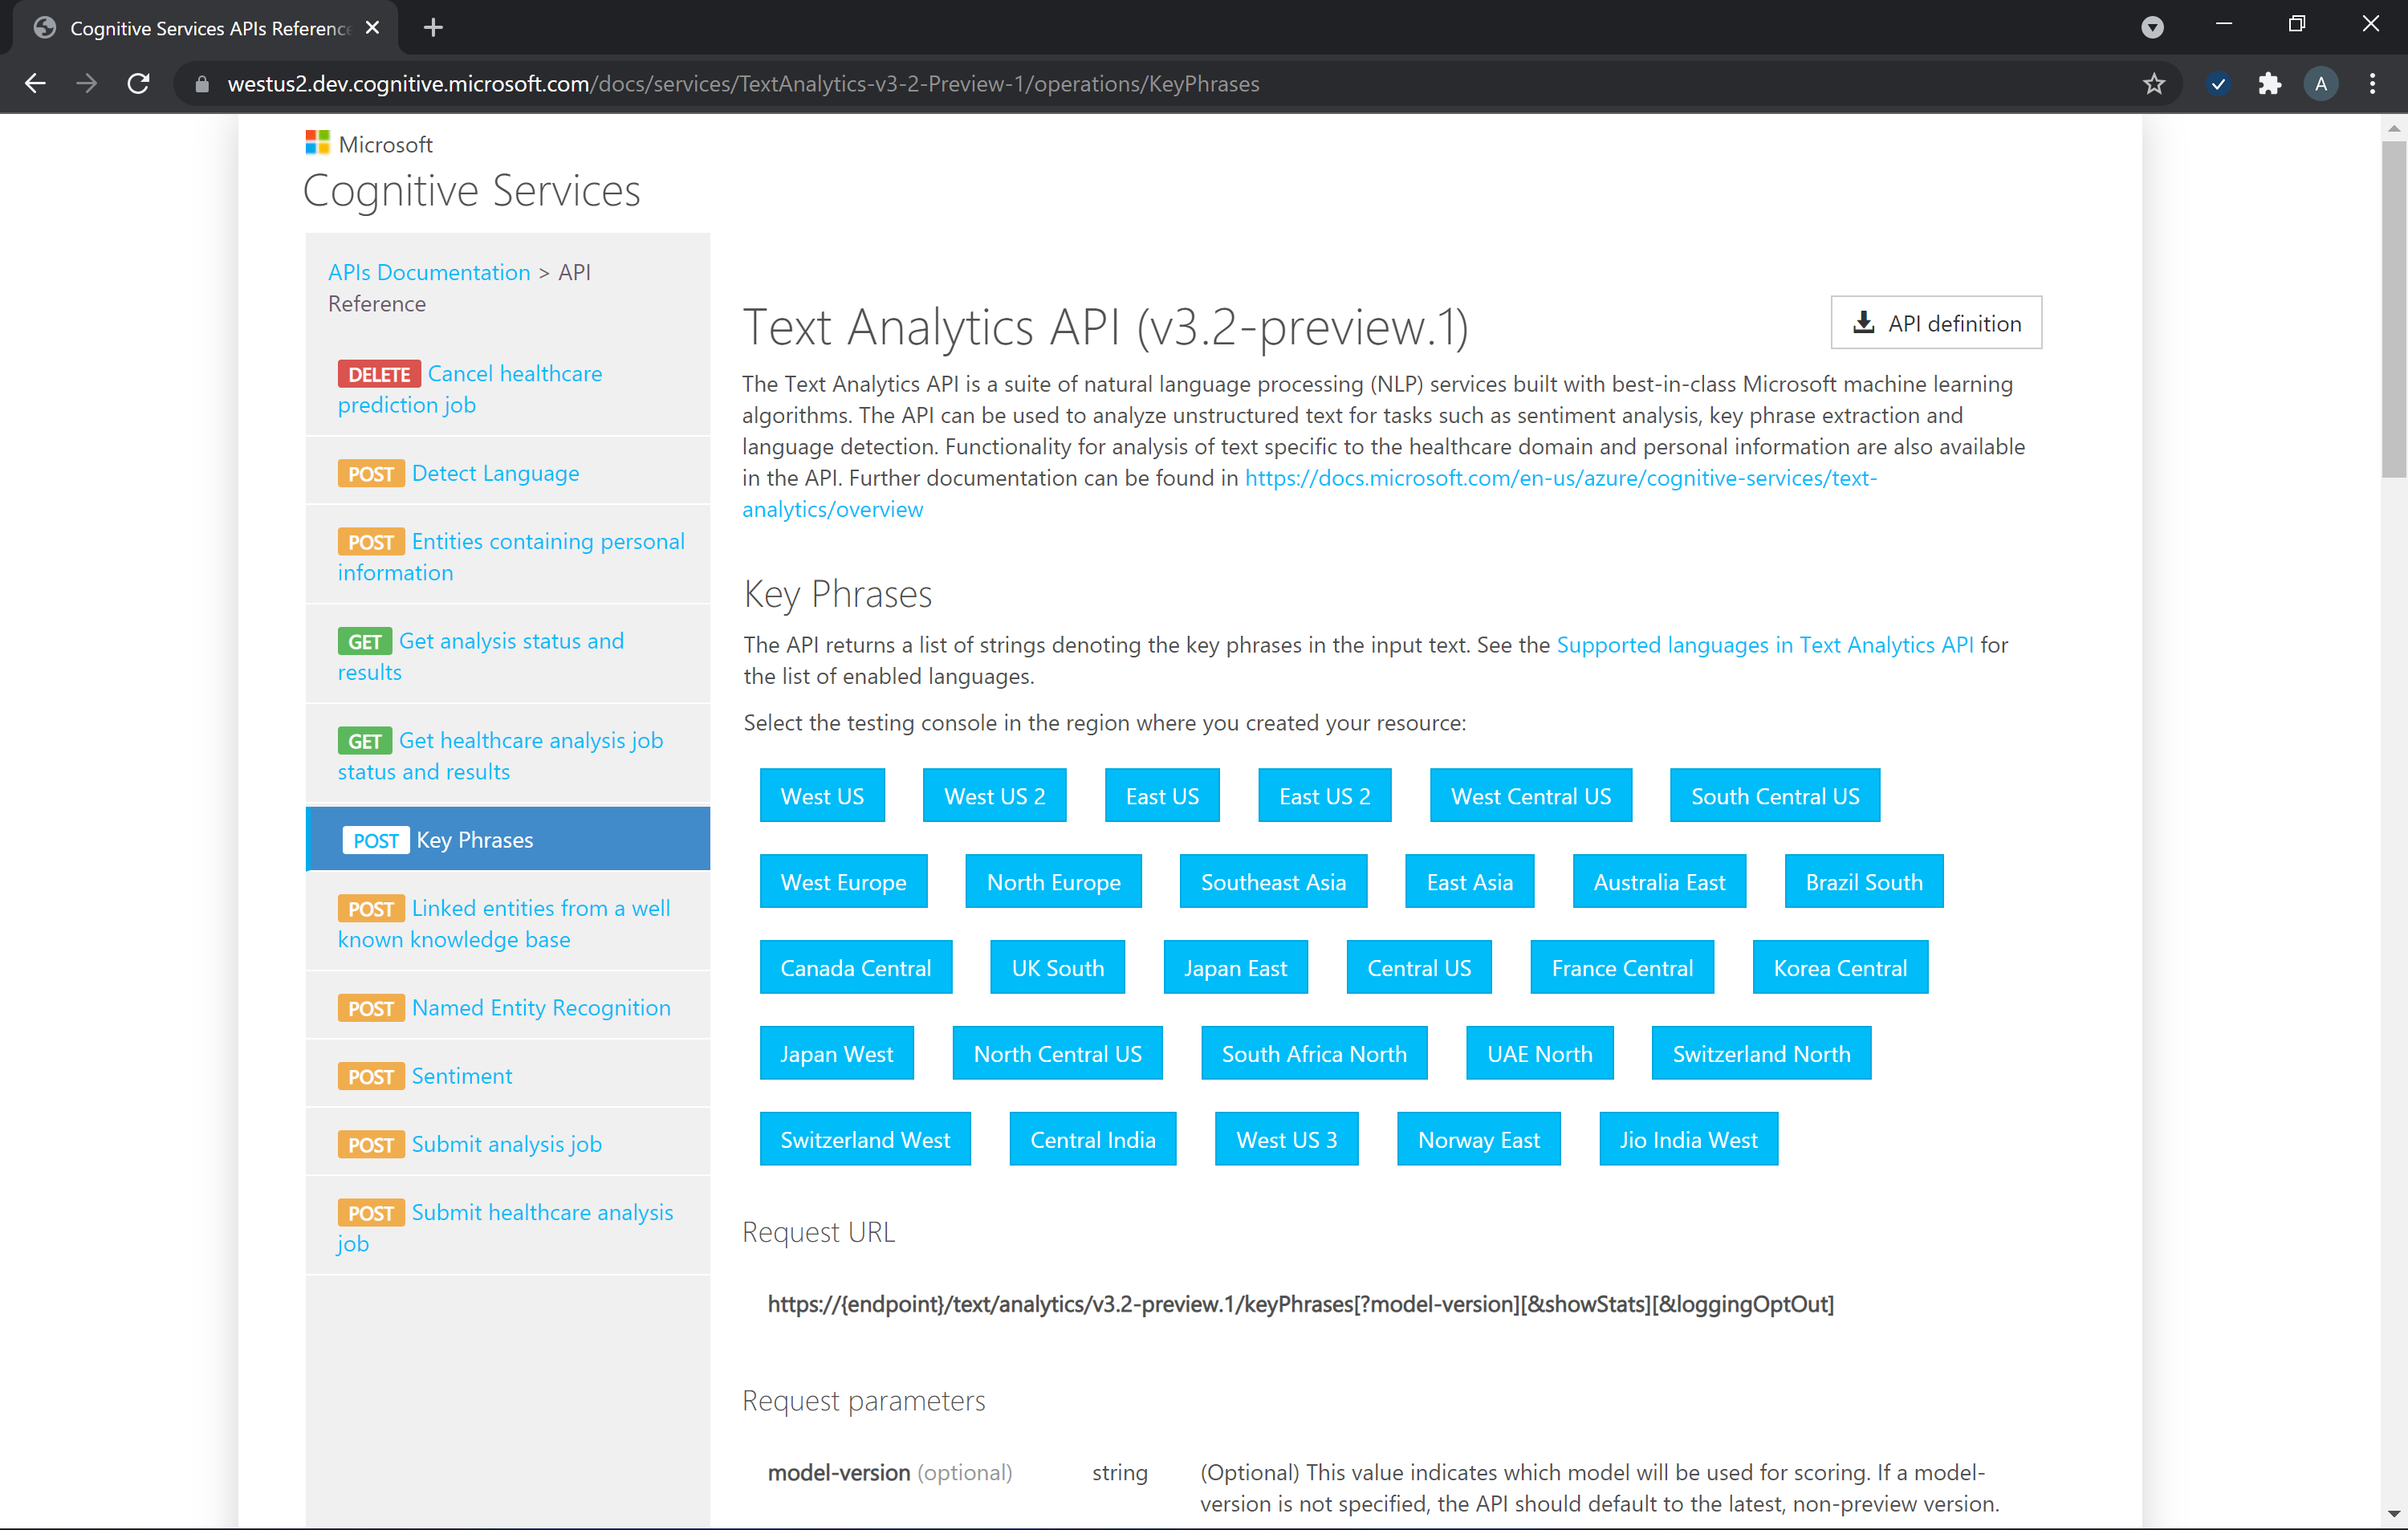 Cognitive Services APIs Reference
westus2.dev.cognitive.microsoft.com/docs/services/TextAnalytics-v3-2-Preview-1/operations/KeyPhrases
A
Microsoft
Cognitive Services
APIs Documentation > API
Reference
DELETE Cancel healthcare
prediction job
POST Detect Language
POST Entities containing personal
information
GET Get analysis status and
results
GET Get healthcare analysis job
status and results
POST Key Phrases
POST Linked entities from a well
known knowledge base
POST Named Entity Recognition
POST Sentiment
POST Submit analysis job
POST Submit healthcare analysis
job
Text Analytics API (v3.2-preview.1)
API definition
The Text Analytics API is a suite of natural language processing (NLP) services built with best-in-class Microsoft machine learning
algorithms. The API can be used to analyze unstructured text for tasks such as sentiment analysis, key phrase extraction and
language detection. Functionality for analysis of text specific to the healthcare domain and personal information are also available
in the API. Further documentation can be found in https://docs.microsoft.com/en-us/azure/cognitive-services/text-
analytics/overview
Key Phrases
The API returns a list of strings denoting the key phrases in the input text. See the Supported languages in Text Analytics API for
the list of enabled languages.
Select the testing console in the region where you created your resource:
West US West US 2 East US East US 2 West Central US South Central US
West Europe North Europe Southeast Asia East Asia Australia East Brazil South
Canada Central UK South Japan East Central US France Central Korea Central
Japan West North Central US South Africa North UAE North Switzerland North
Switzerland West Central India West US 3 Norway East Jio India West
Request URL
https://{endpoint}/text/analytics/v3.2-preview.1/keyPhrases[?model-version][&showStats][&loggingOptOut]
Request parameters
model-version (optional) string (Optional) This value indicates which model will be used for scoring. If a model-
version is not specified, the API should default to the latest, non-preview version.